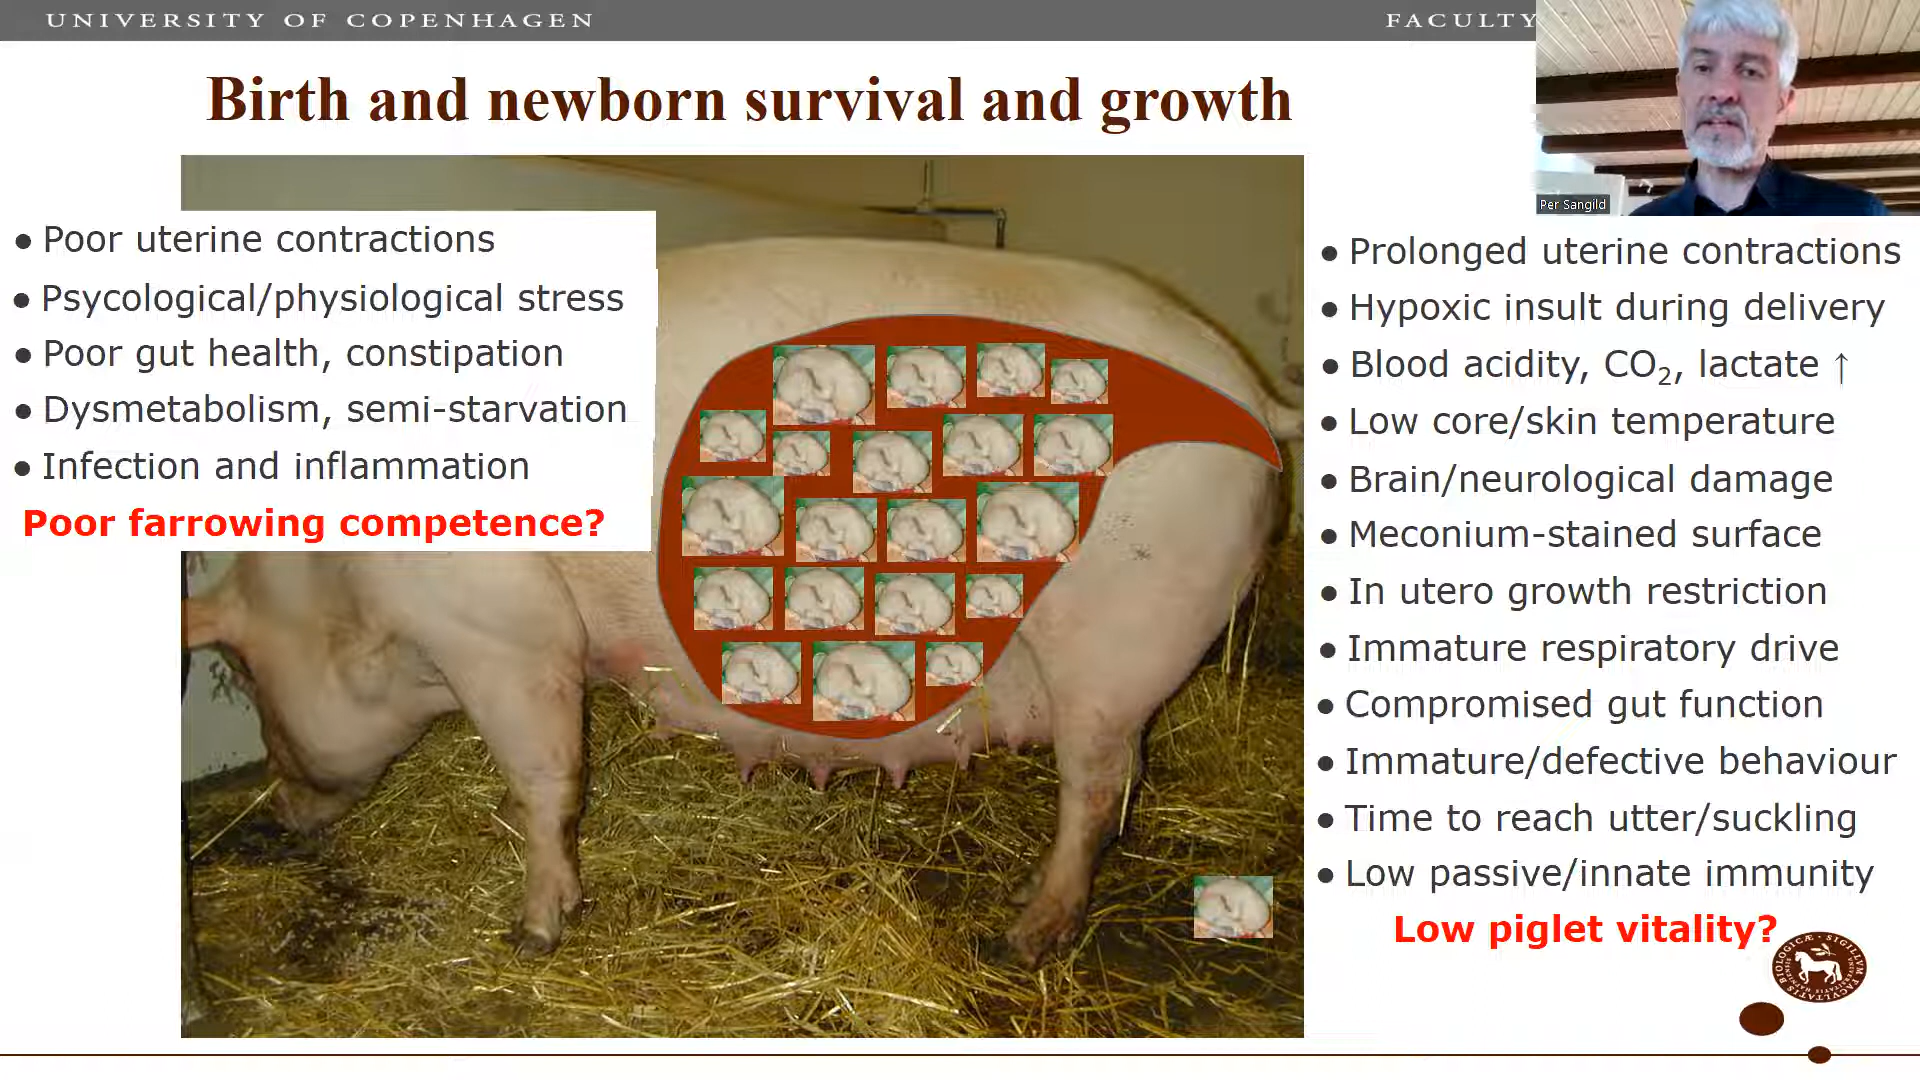 UNIVERSITY OF COPENHAGEN
FACULTY
Per Sangild
Birth and newborn survival and growth
● Poor uterine contractions
● Psycological/physiological stress
● Poor gut health, constipation
● Dysmetabolism, semi-starvation
● Infection and inflammation
Poor farrowing competence?
● Prolonged uterine contractions
● Hypoxic insult during delivery
● Blood acidity, CO₂, lactate ↑
● Low core/skin temperature
● Brain/neurological damage
● Meconium-stained surface
● In utero growth restriction
● Immature respiratory drive
● Compromised gut function
● Immature/defective behaviour
● Time to reach utter/suckling
● Low passive/innate immunity
Low piglet vitality?